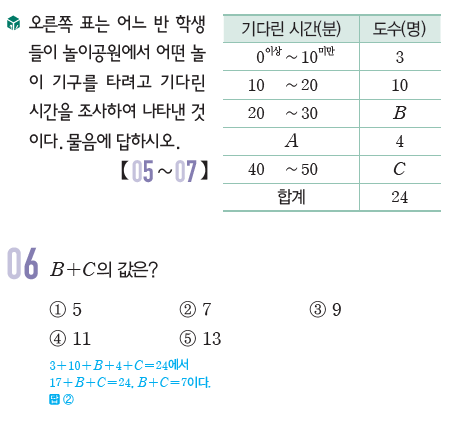 오른쪽 표는 어느 반 학생
들이 놀이공원에서 어떤 놀
이 기구를 타려고 기다린
시간을 조사하여 나타낸 것
이다. 물음에 답하시오.
【05~07】
기다린 시간(분) 도수(명)
0이상 ~ 10미만 3
10 ~ 20 10
20 ~ 30 B
A 4
40 ~ 50 C
합계 24
06 B+C의 값은?
① 5 ② 7 ③ 9
④ 11 ⑤ 13
3+10+B+4+C=24에서
17+B+C=24, B+C=7이다.
답 ②